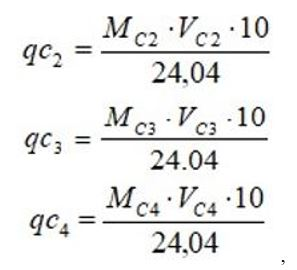 qc₂ = M_C2 · V_C2 · 10 / 24,04
qc₃ = M_C3 · V_C3 · 10 / 24.04
qc₄ = M_C4 · V_C4 · 10 / 24,04 ,